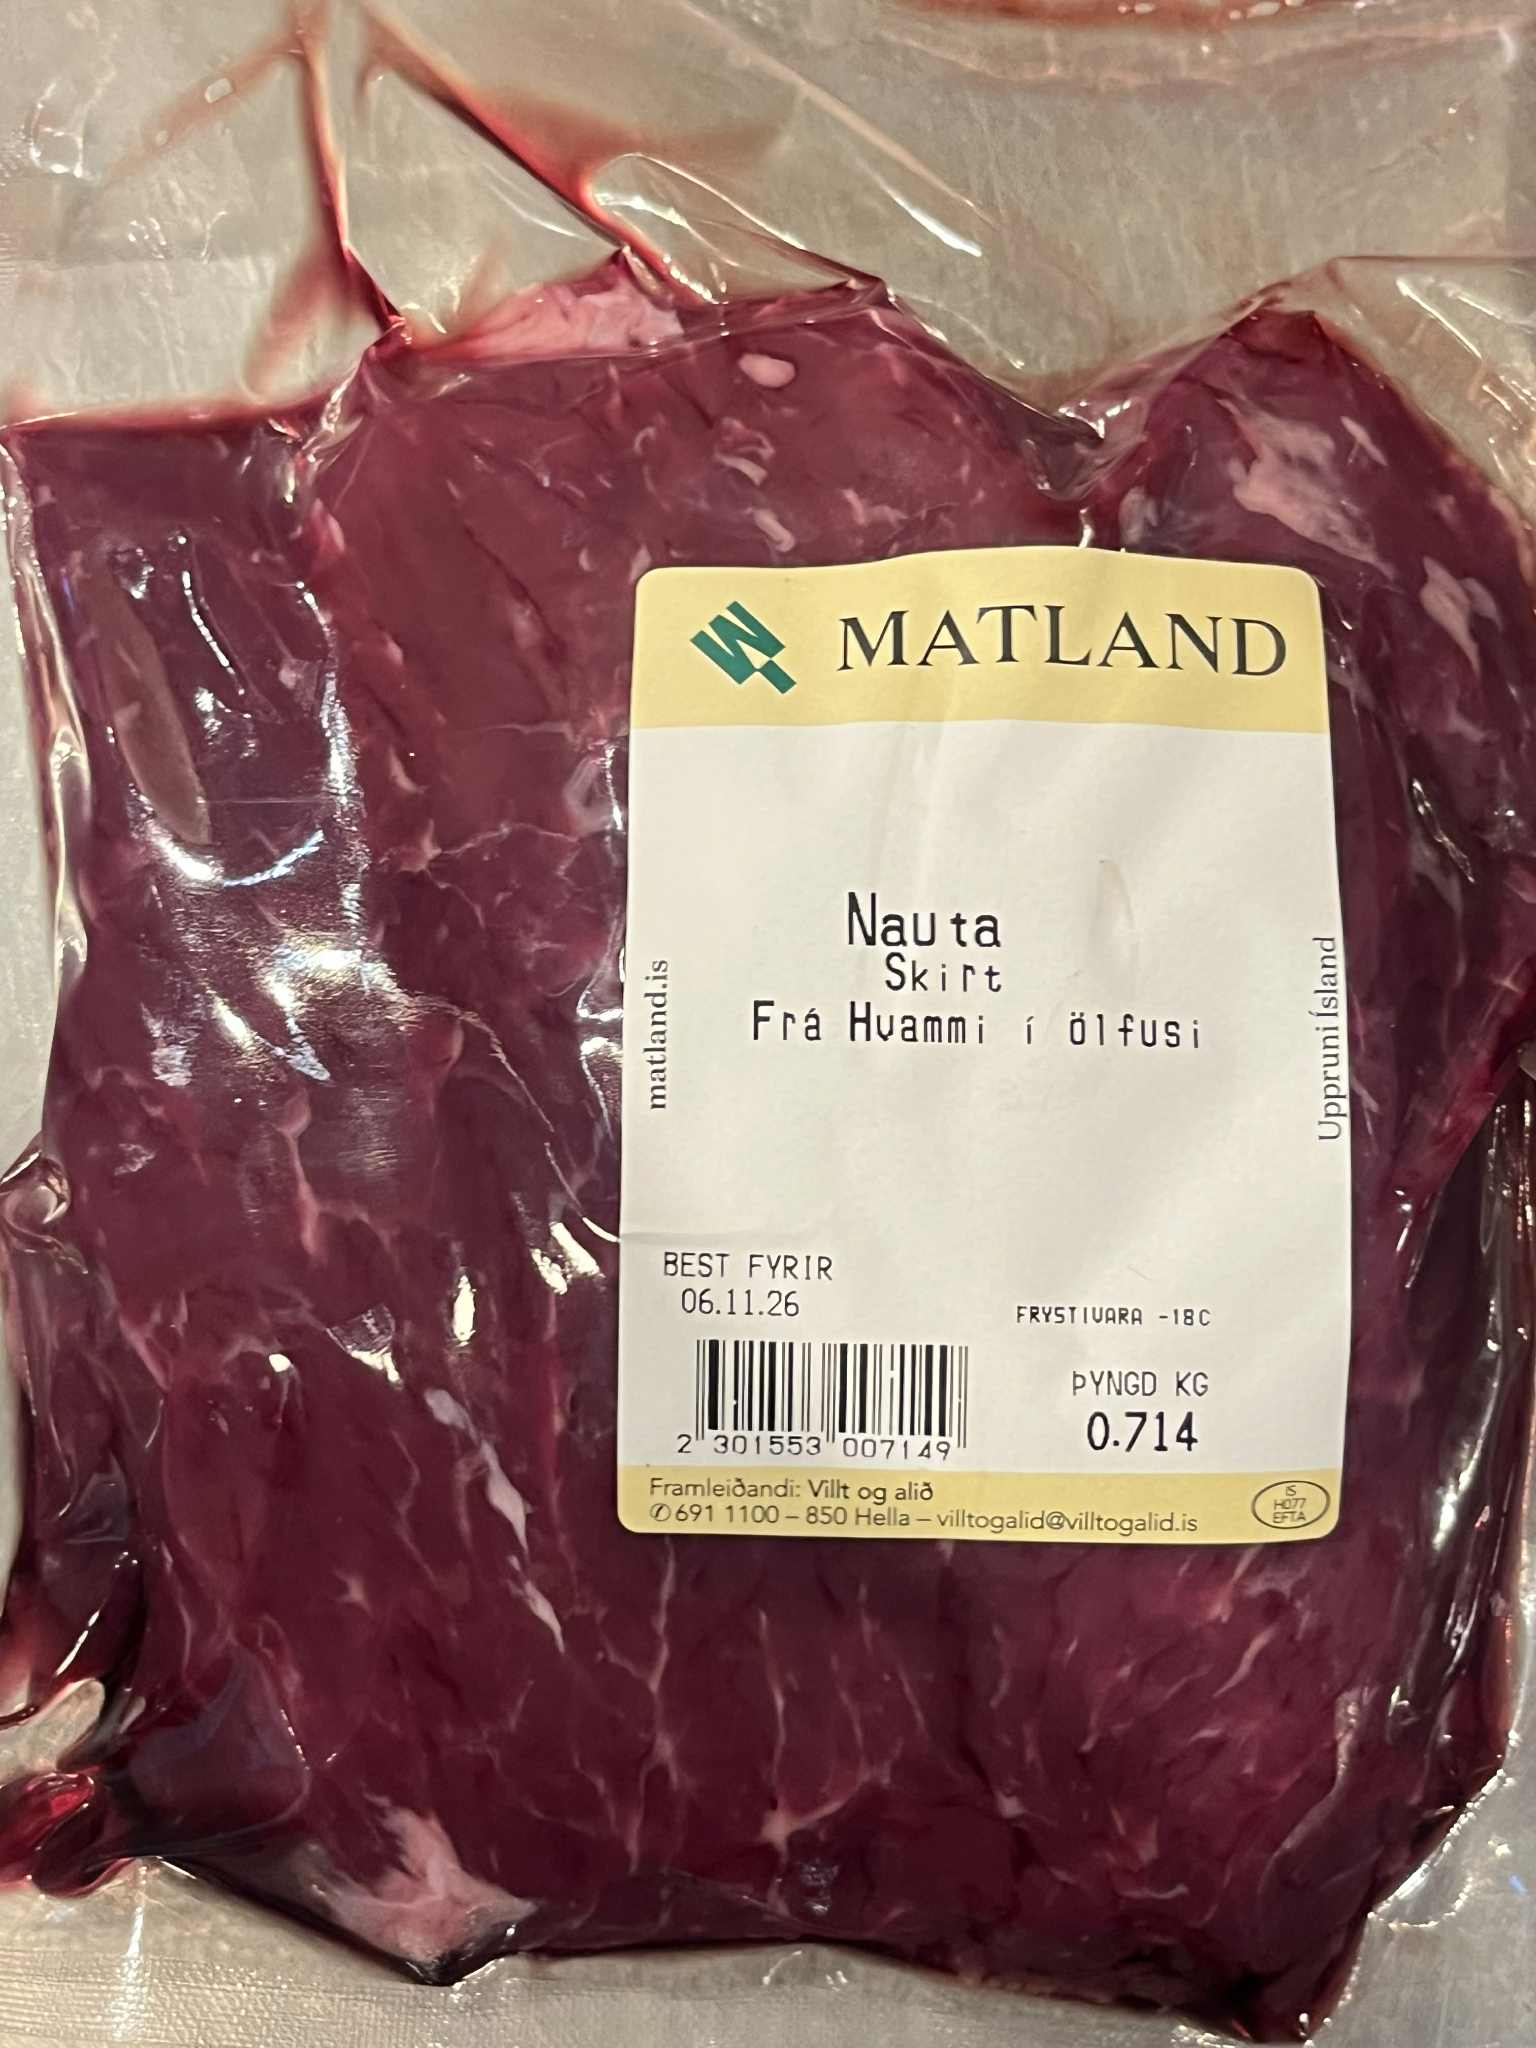 MATLAND
Nauta
Skirt
Frá Hvammi í ölfusi
matland.is
Uppruni Ísland
BEST FYRIR
06.11.26
FRYSTIVARA -18C
ÞYNGD KG
0.714
2 301553 007149
Framleiðandi: Villt og alið
✆691 1100 – 850 Hella – villtogalid@villtogalid.is
IS
H077
EFTA